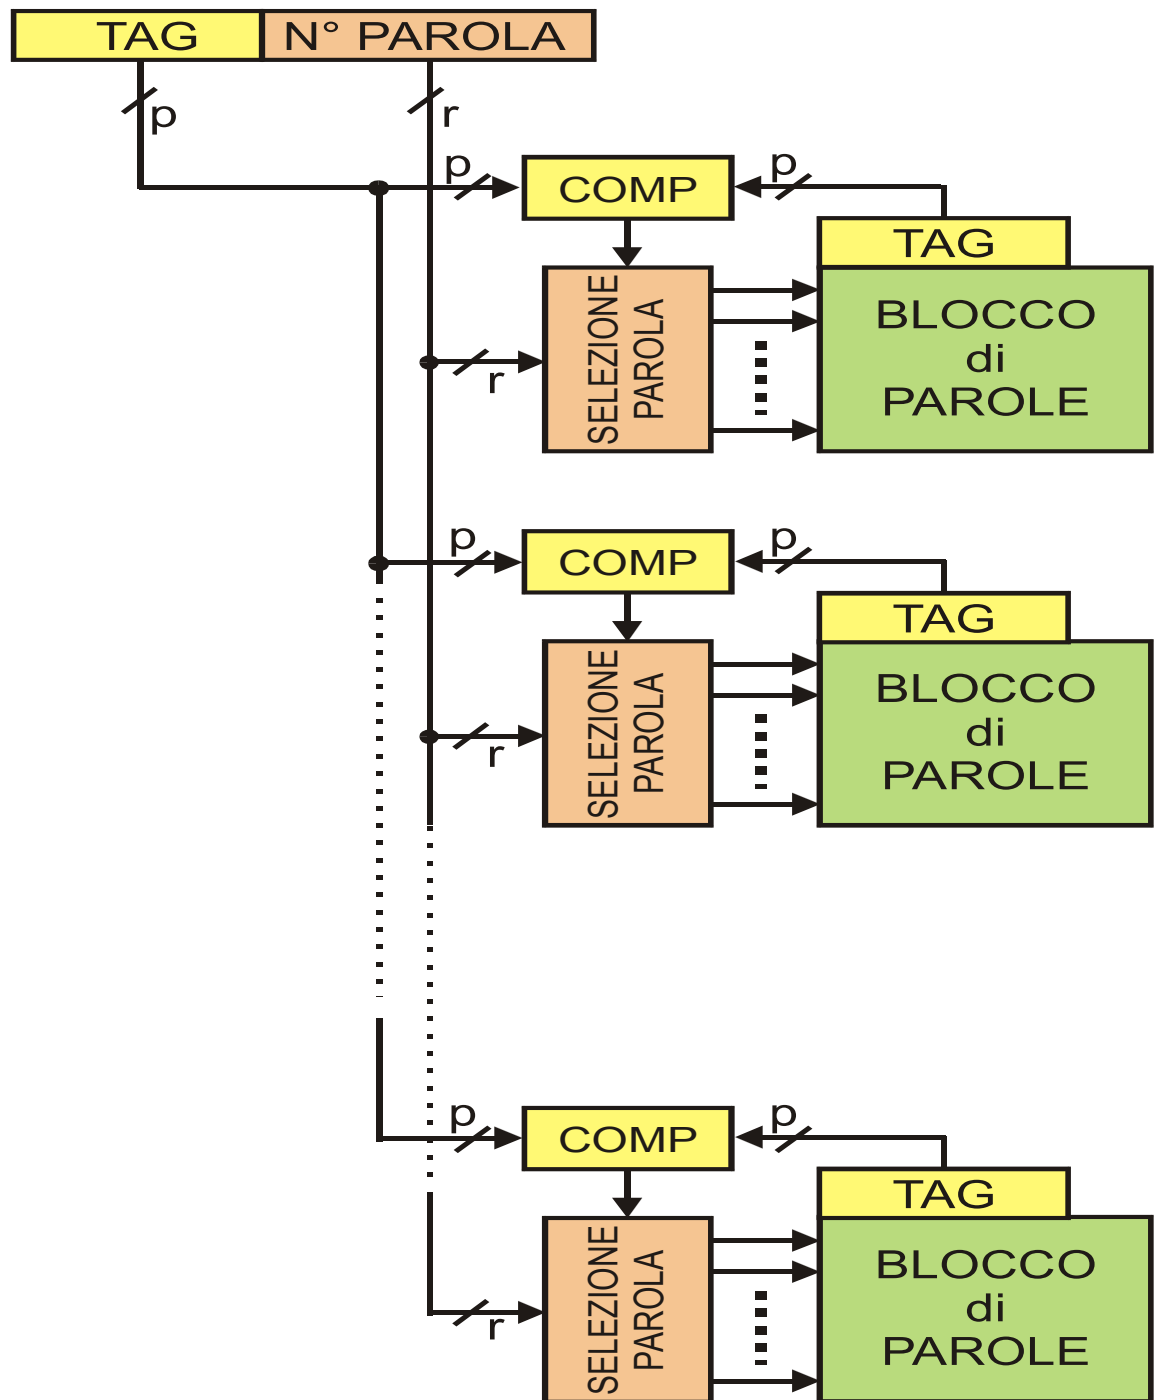 TAG N° PAROLA
p r
p COMP p
TAG
SELEZIONE
PAROLA
r
BLOCCO
di
PAROLE
p COMP p
TAG
SELEZIONE
PAROLA
r
BLOCCO
di
PAROLE
p COMP p
TAG
SELEZIONE
PAROLA
r
BLOCCO
di
PAROLE